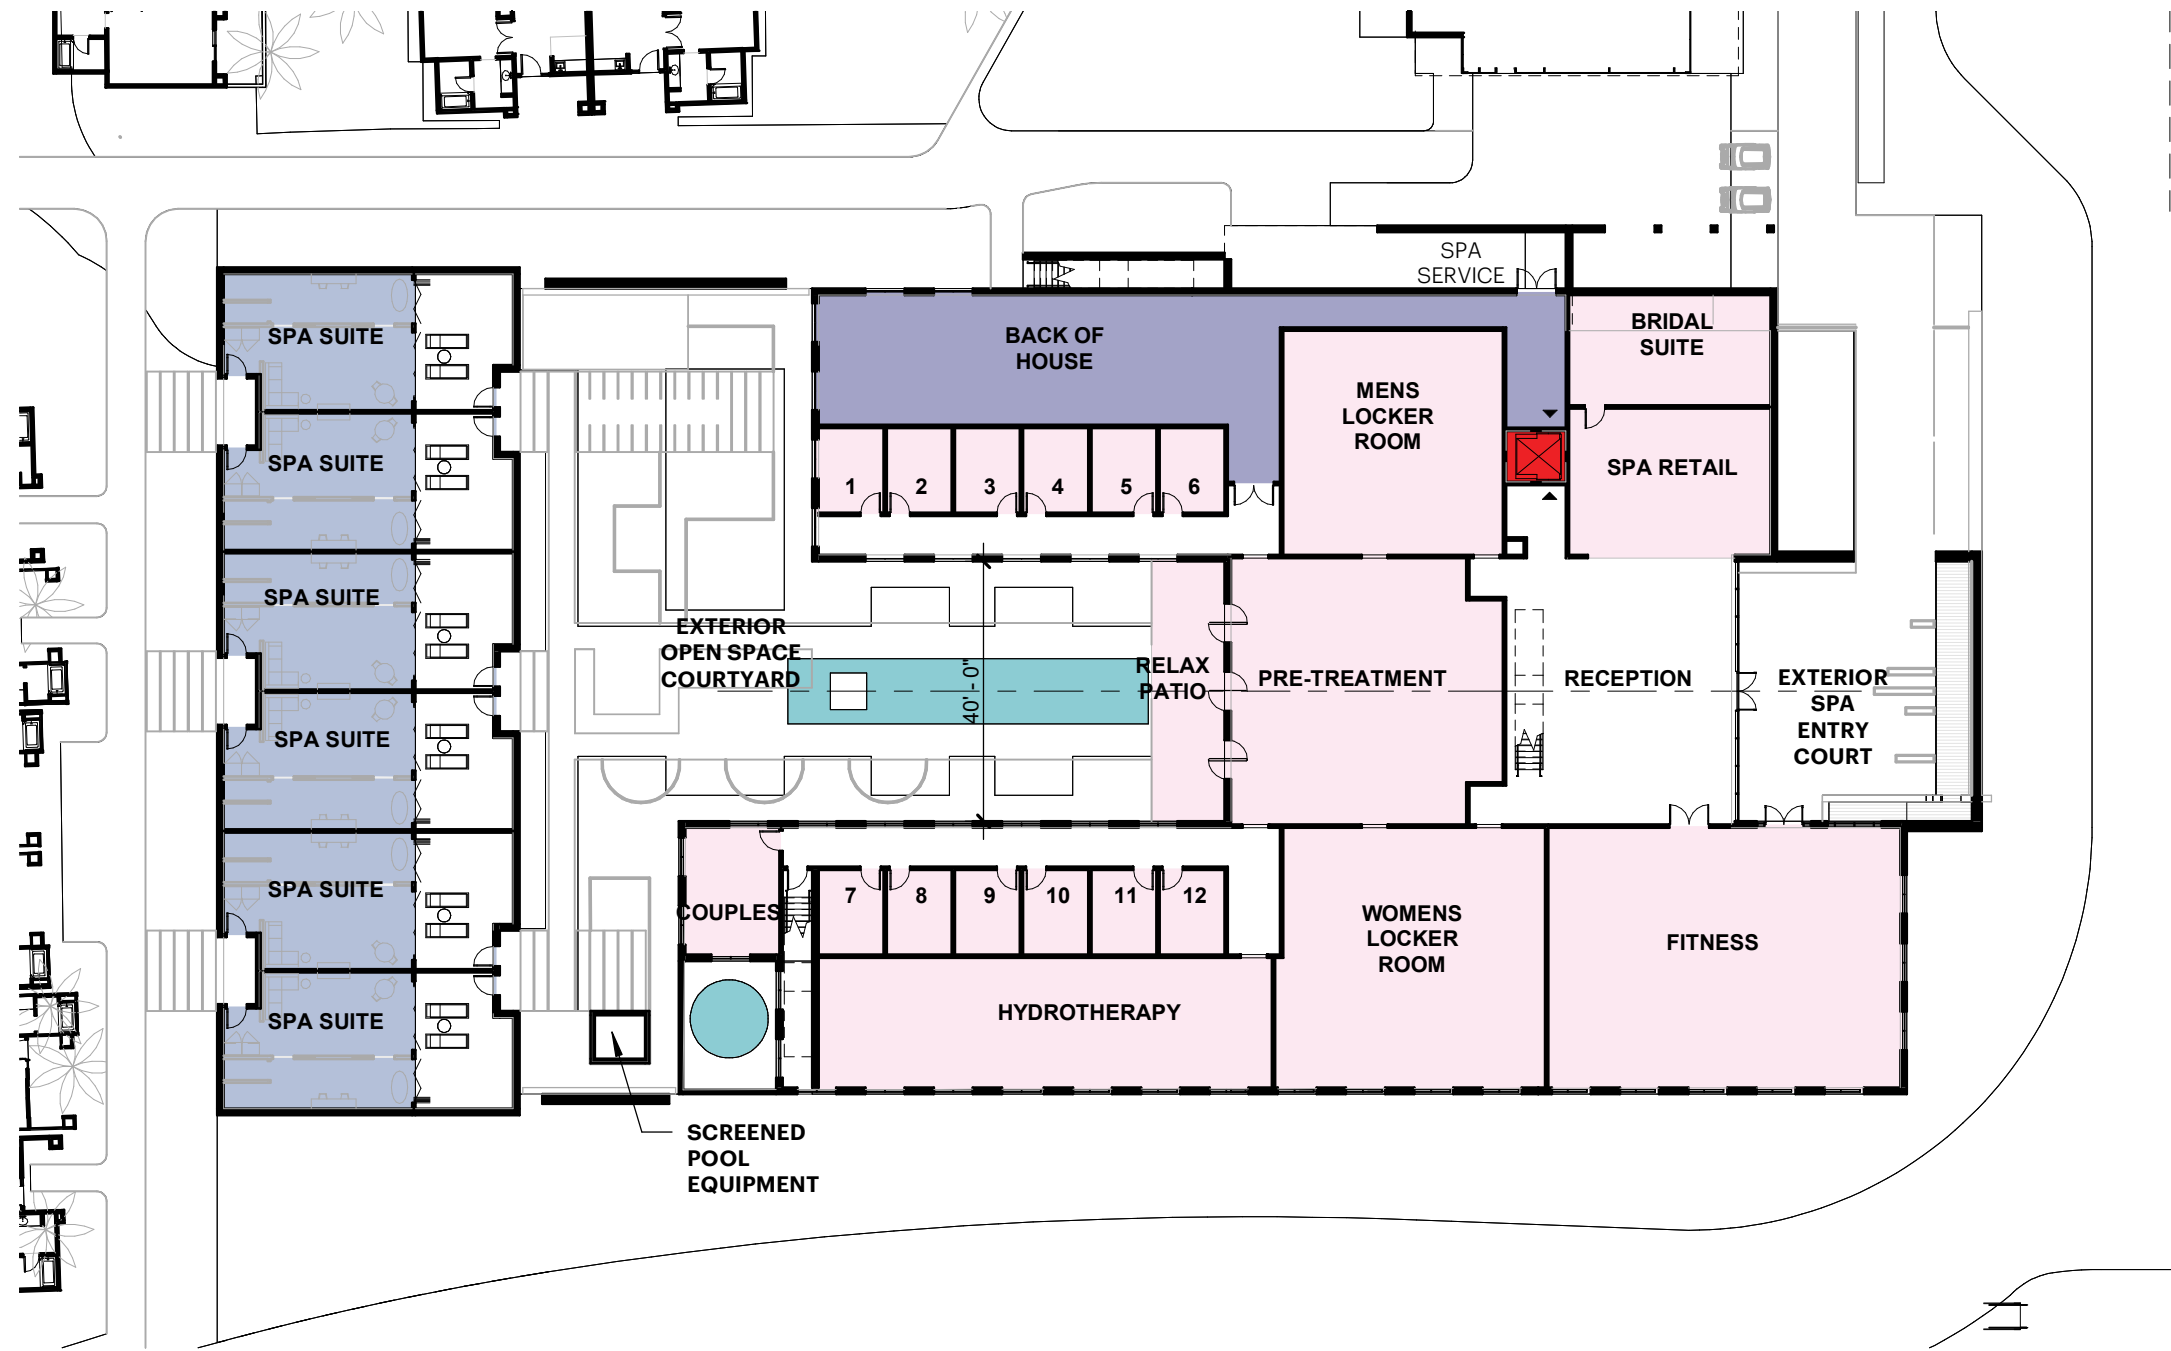 SPA
SERVICE
SPA SUITE
BACK OF
HOUSE
BRIDAL
SUITE
MENS
LOCKER
ROOM
SPA SUITE
SPA RETAIL
1
2
3
4
5
6
SPA SUITE
EXTERIOR
OPEN SPACE
COURTYARD
40' - 0"
RELAX
PATIO
PRE-TREATMENT
RECEPTION
EXTERIOR
SPA
ENTRY
COURT
SPA SUITE
SPA SUITE
COUPLES
7
8
9
10
11
12
WOMENS
LOCKER
ROOM
FITNESS
SPA SUITE
HYDROTHERAPY
SCREENED
POOL
EQUIPMENT